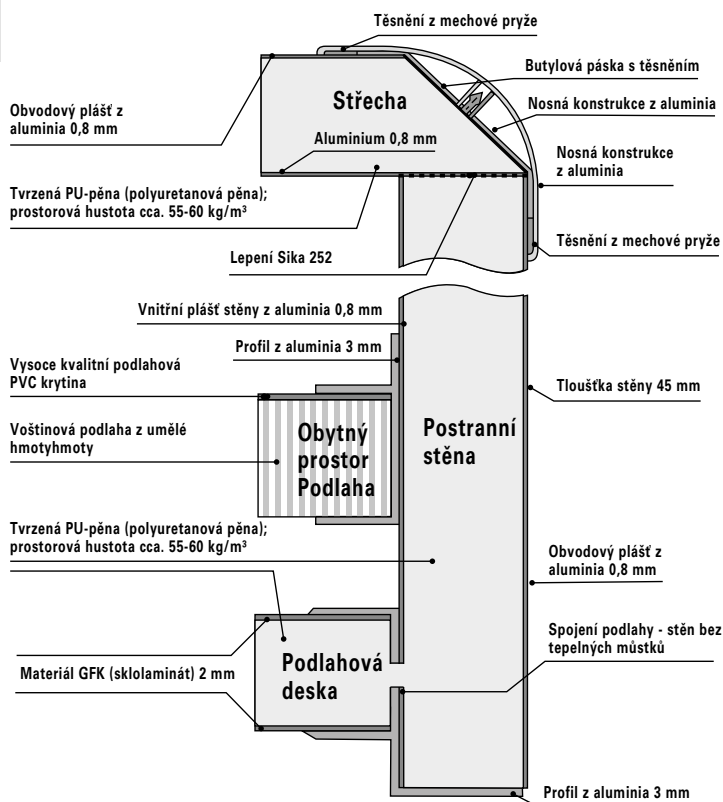 Těsnění z mechové pryže
Butylová páska s těsněním
Střecha
Nosná konstrukce z aluminia
Obvodový plášť z
aluminia 0,8 mm
Aluminium 0,8 mm
Nosná konstrukce
z aluminia
Tvrzená PU-pěna (polyuretanová pěna);
prostorová hustota cca. 55-60 kg/m³
Těsnění z mechové pryže
Lepení Sika 252
Vnitřní plášť stěny z aluminia 0,8 mm
Profil z aluminia 3 mm
Vysoce kvalitní podlahová
PVC krytina
Tloušťka stěny 45 mm
Voštinová podlaha z umělé
hmotyhmoty
Obytný
prostor
Podlaha
Postranní
stěna
Tvrzená PU-pěna (polyuretanová pěna);
prostorová hustota cca. 55-60 kg/m³
Obvodový plášť z
aluminia 0,8 mm
Spojení podlahy - stěn bez
tepelných můstků
Podlahová
deska
Materiál GFK (sklolaminát) 2 mm
Profil z aluminia 3 mm